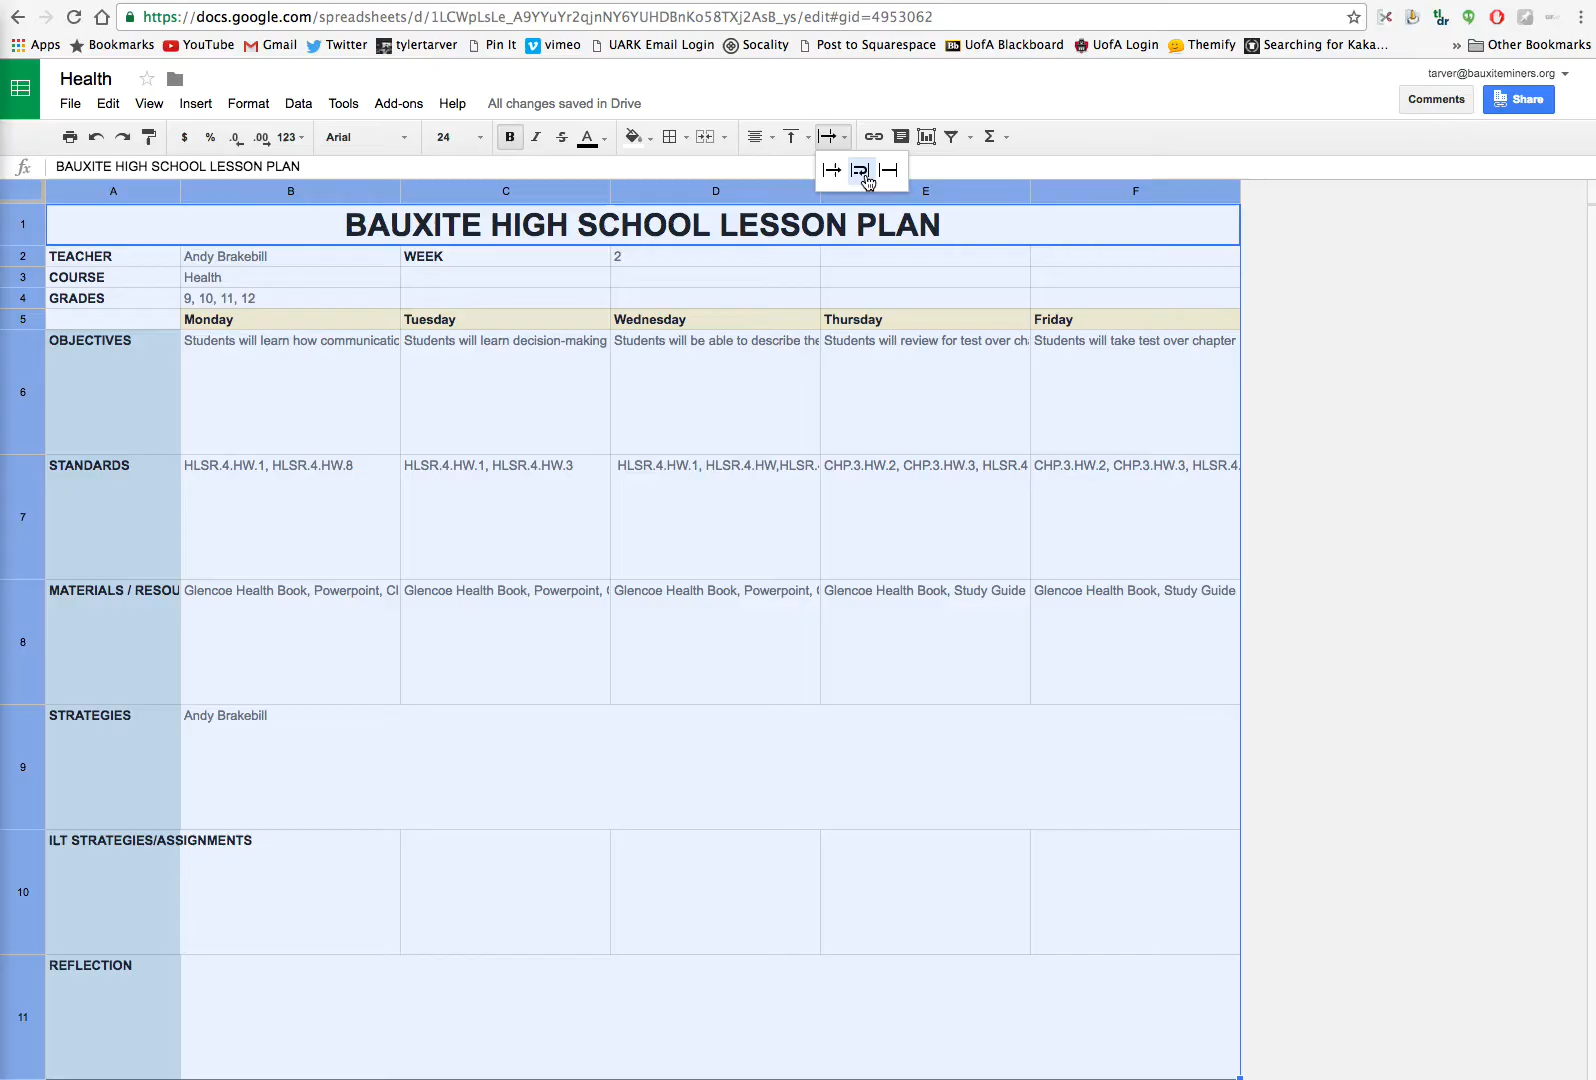 https://docs.google.com/spreadsheets/d/1LCWpLsLe_A9YYuYr2qjnNY6YUHDBnKo58TXj2AsB_ys/edit#gid=4953062
Apps Bookmarks YouTube Gmail Twitter tylertarver Pin It vimeo UARK Email Login Socality Post to Squarespace UofA Blackboard UofA Login Themify Searching for Kaka... » Other Bookmarks
Health
tarver@bauxiteminers.org
File Edit View Insert Format Data Tools Add-ons Help All changes saved in Drive
Comments Share
$ % .0 .00 123 Arial 24 B I S A Σ
fx BAUXITE HIGH SCHOOL LESSON PLAN
A B C D E F
1 BAUXITE HIGH SCHOOL LESSON PLAN
2 TEACHER Andy Brakebill WEEK 2
3 COURSE Health
4 GRADES 9, 10, 11, 12
5 Monday Tuesday Wednesday Thursday Friday
OBJECTIVES Students will learn how communicatic Students will learn decision-making Students will be able to describe the Students will review for test over ch Students will take test over chapter
6
STANDARDS HLSR.4.HW.1, HLSR.4.HW.8 HLSR.4.HW.1, HLSR.4.HW.3 HLSR.4.HW.1, HLSR.4.HW,HLSR. CHP.3.HW.2, CHP.3.HW.3, HLSR.4 CHP.3.HW.2, CHP.3.HW.3, HLSR.4.
7
MATERIALS / RESOU Glencoe Health Book, Powerpoint, Cl Glencoe Health Book, Powerpoint, Glencoe Health Book, Powerpoint, Glencoe Health Book, Study Guide Glencoe Health Book, Study Guide
8
STRATEGIES Andy Brakebill
9
ILT STRATEGIES/ASSIGNMENTS
10
REFLECTION
11